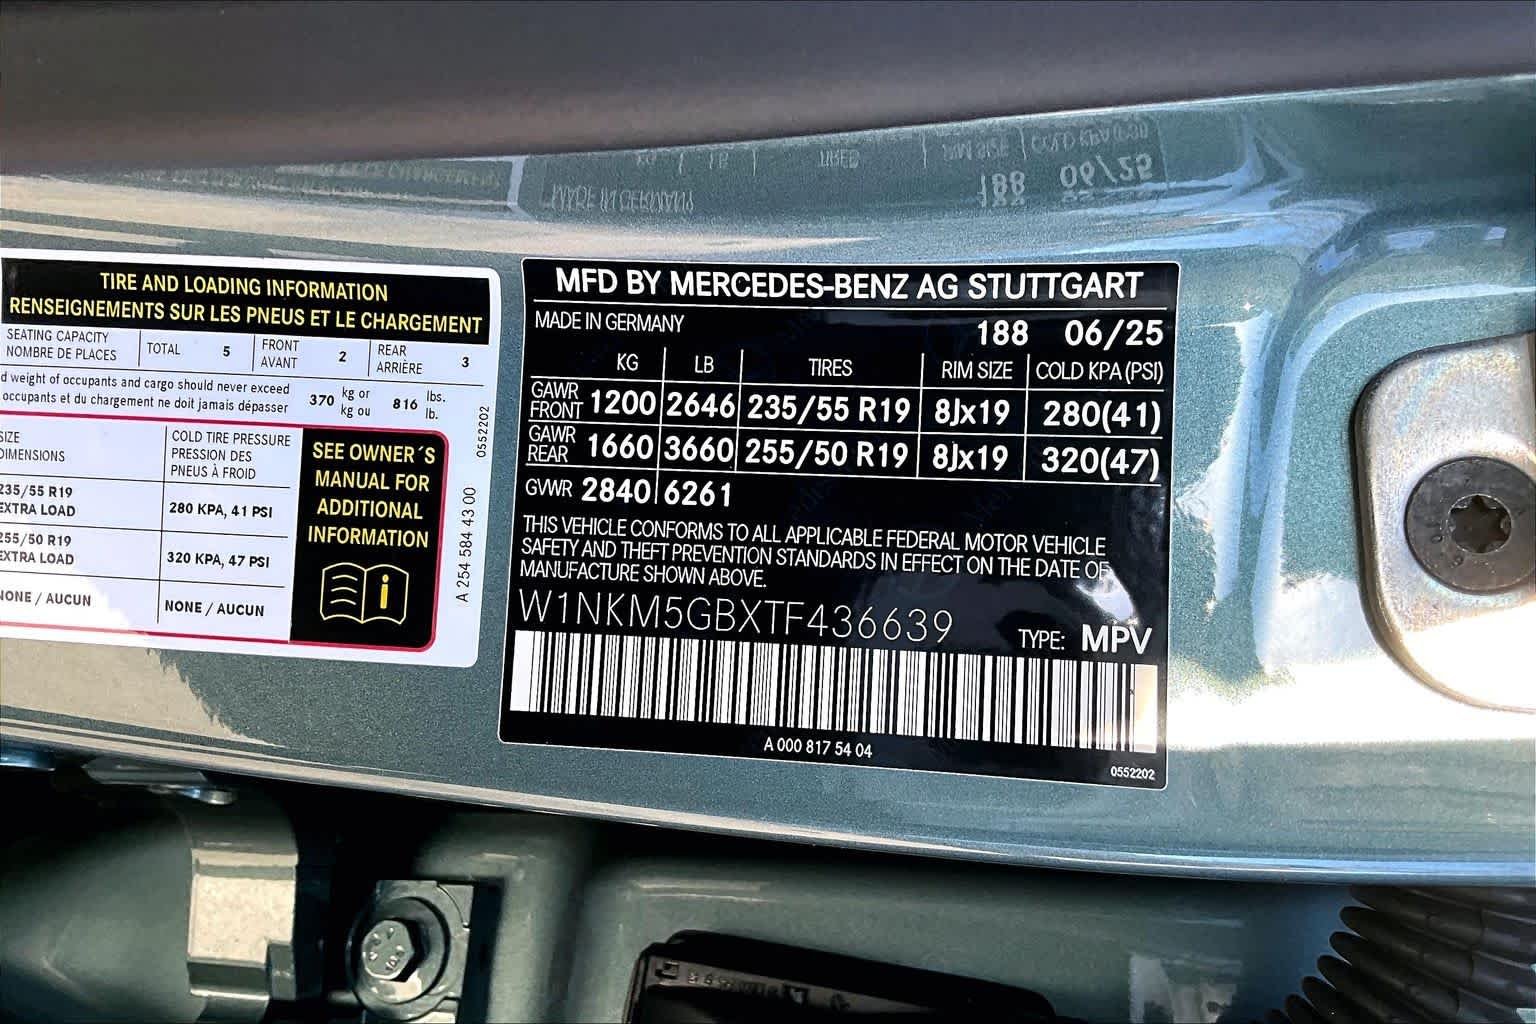 TIRE AND LOADING INFORMATION
RENSEIGNEMENTS SUR LES PNEUS ET LE CHARGEMENT
SEATING CAPACITY
NOMBRE DE PLACES
TOTAL 5
FRONT
AVANT
2
REAR
ARRIÈRE
3
d weight of occupants and cargo should never exceed
occupants et du chargement ne doit jamais dépasser
370 kg or
kg ou
816 lbs.
lb.
SIZE
DIMENSIONS
COLD TIRE PRESSURE
PRESSION DES
PNEUS À FROID
235/55 R19
EXTRA LOAD
280 KPA, 41 PSI
255/50 R19
EXTRA LOAD
320 KPA, 47 PSI
NONE / AUCUN
NONE / AUCUN
SEE OWNER´S
MANUAL FOR
ADDITIONAL
INFORMATION
i
A 254 584 43 00 0552202
MFD BY MERCEDES-BENZ AG STUTTGART
MADE IN GERMANY 188 06/25
KG LB TIRES RIM SIZE COLD KPA(PSI)
GAWR
FRONT
1200 2646 235/55 R19 8Jx19 280(41)
GAWR
REAR
1660 3660 255/50 R19 8Jx19 320(47)
GVWR 2840 6261
THIS VEHICLE CONFORMS TO ALL APPLICABLE FEDERAL MOTOR VEHICLE
SAFETY AND THEFT PREVENTION STANDARDS IN EFFECT ON THE DATE OF
MANUFACTURE SHOWN ABOVE.
W1NKM5GBXTF436639
TYPE: MPV
A 000 817 54 04
0552202